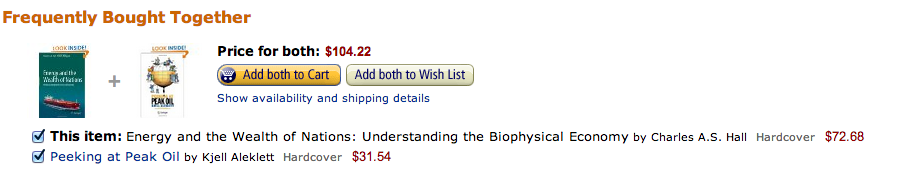 Frequently Bought Together
LOOK INSIDE!
LOOK INSIDE!
Energy and the
Wealth of Nations
+
PEAK OIL
Price for both: $104.22
Add both to Cart
Add both to Wish List
Show availability and shipping details
This item: Energy and the Wealth of Nations: Understanding the Biophysical Economy by Charles A.S. Hall Hardcover $72.68
Peeking at Peak Oil by Kjell Aleklett Hardcover $31.54